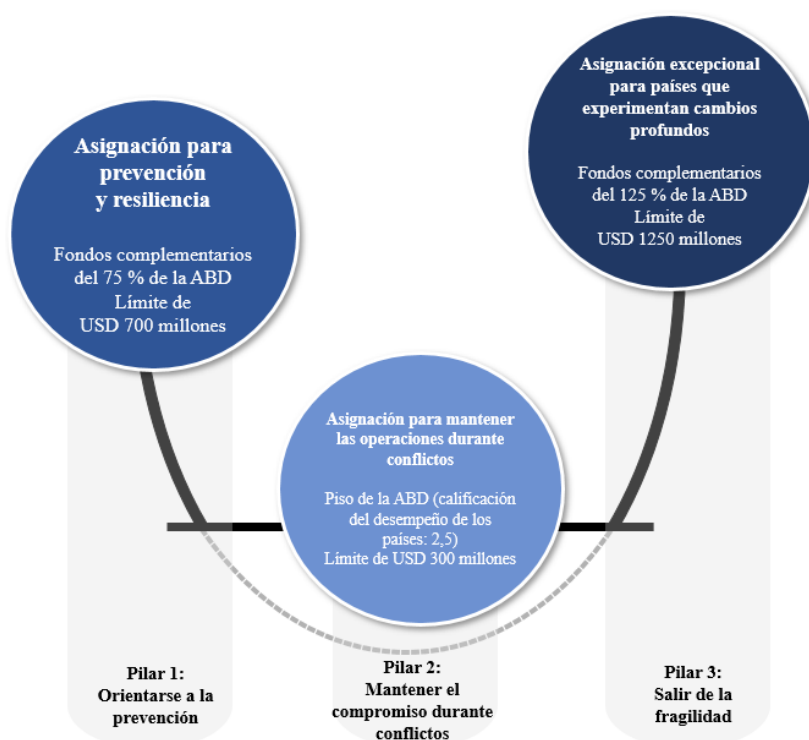 Asignación para
prevención
y resiliencia
Fondos complementarios
del 75 % de la ABD
Límite de
USD 700 millones
Asignación para mantener
las operaciones durante
conflictos
Piso de la ABD (calificación
del desempeño de los
países: 2,5)
Límite de USD 300 millones
Asignación excepcional
para países que
experimentan cambios
profundos
Fondos complementarios
del 125 % de la ABD
Límite de
USD 1250 millones
Pilar 1:
Orientarse a la
prevención
Pilar 2:
Mantener el
compromiso durante
conflictos
Pilar 3:
Salir de la
fragilidad